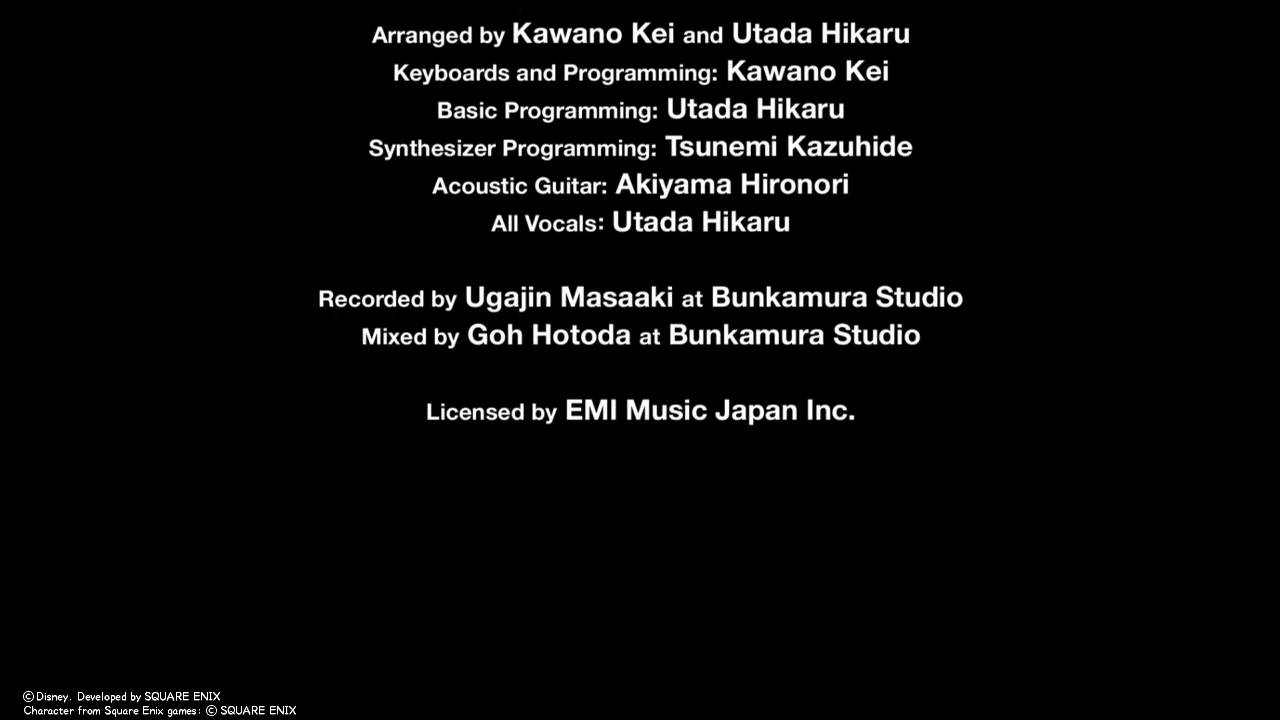 Arranged by Kawano Kei and Utada Hikaru
Keyboards and Programming: Kawano Kei
Basic Programming: Utada Hikaru
Synthesizer Programming: Tsunemi Kazuhide
Acoustic Guitar: Akiyama Hironori
All Vocals: Utada Hikaru
Recorded by Ugajin Masaaki at Bunkamura Studio
Mixed by Goh Hotoda at Bunkamura Studio
Licensed by EMI Music Japan Inc.
©Disney. Developed by SQUARE ENIX
Character from Square Enix games: © SQUARE ENIX